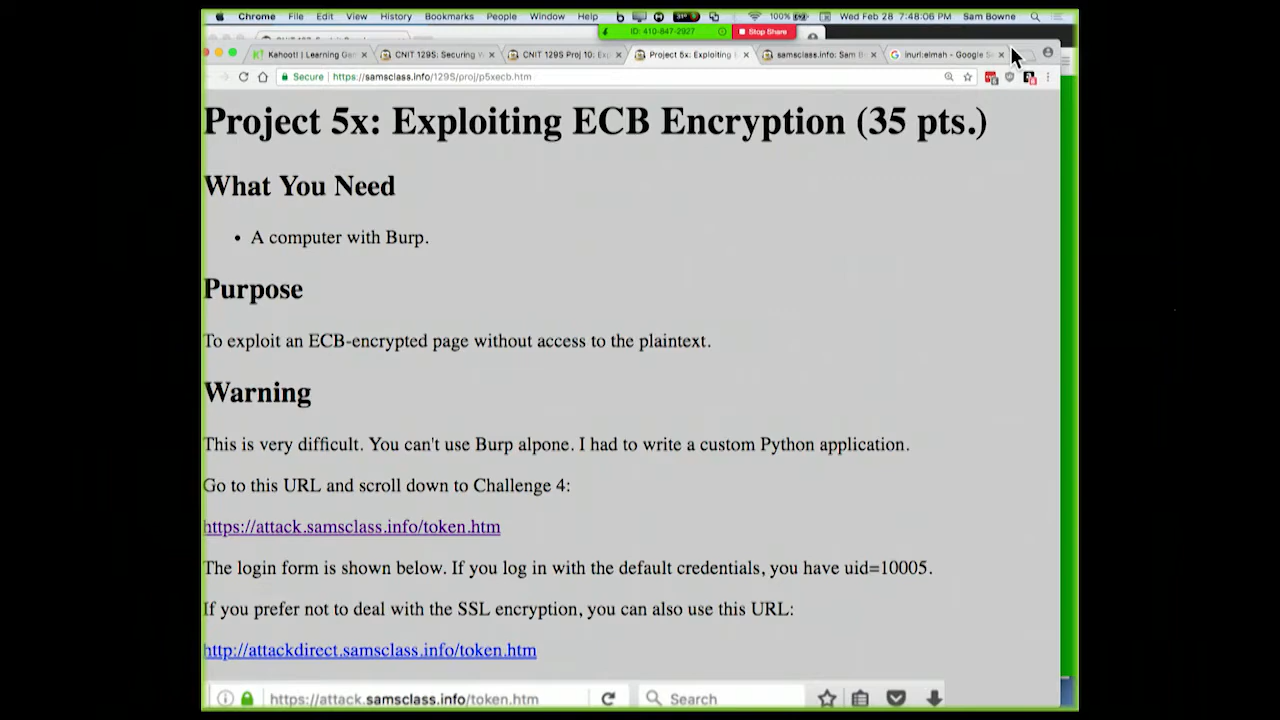 Chrome File Edit View History Bookmarks People Window Help 100% Wed Feb 28 7:48:06 PM Sam Bowne
ID: 410-847-2927 Stop Share
Kahoot! | Learning Ga CNIT 129S: Securing W CNIT 129S Proj 10: Exp Project 5x: Exploiting E samsclass.info: Sam B inurl:elmah - Google S
Secure https://samsclass.info/129S/proj/p5xecb.htm
Project 5x: Exploiting ECB Encryption (35 pts.)
What You Need
• A computer with Burp.
Purpose
To exploit an ECB-encrypted page without access to the plaintext.
Warning
This is very difficult. You can't use Burp alpone. I had to write a custom Python application.
Go to this URL and scroll down to Challenge 4:
https://attack.samsclass.info/token.htm
The login form is shown below. If you log in with the default credentials, you have uid=10005.
If you prefer not to deal with the SSL encryption, you can also use this URL:
http://attackdirect.samsclass.info/token.htm
https://attack.samsclass.info/token.htm Search